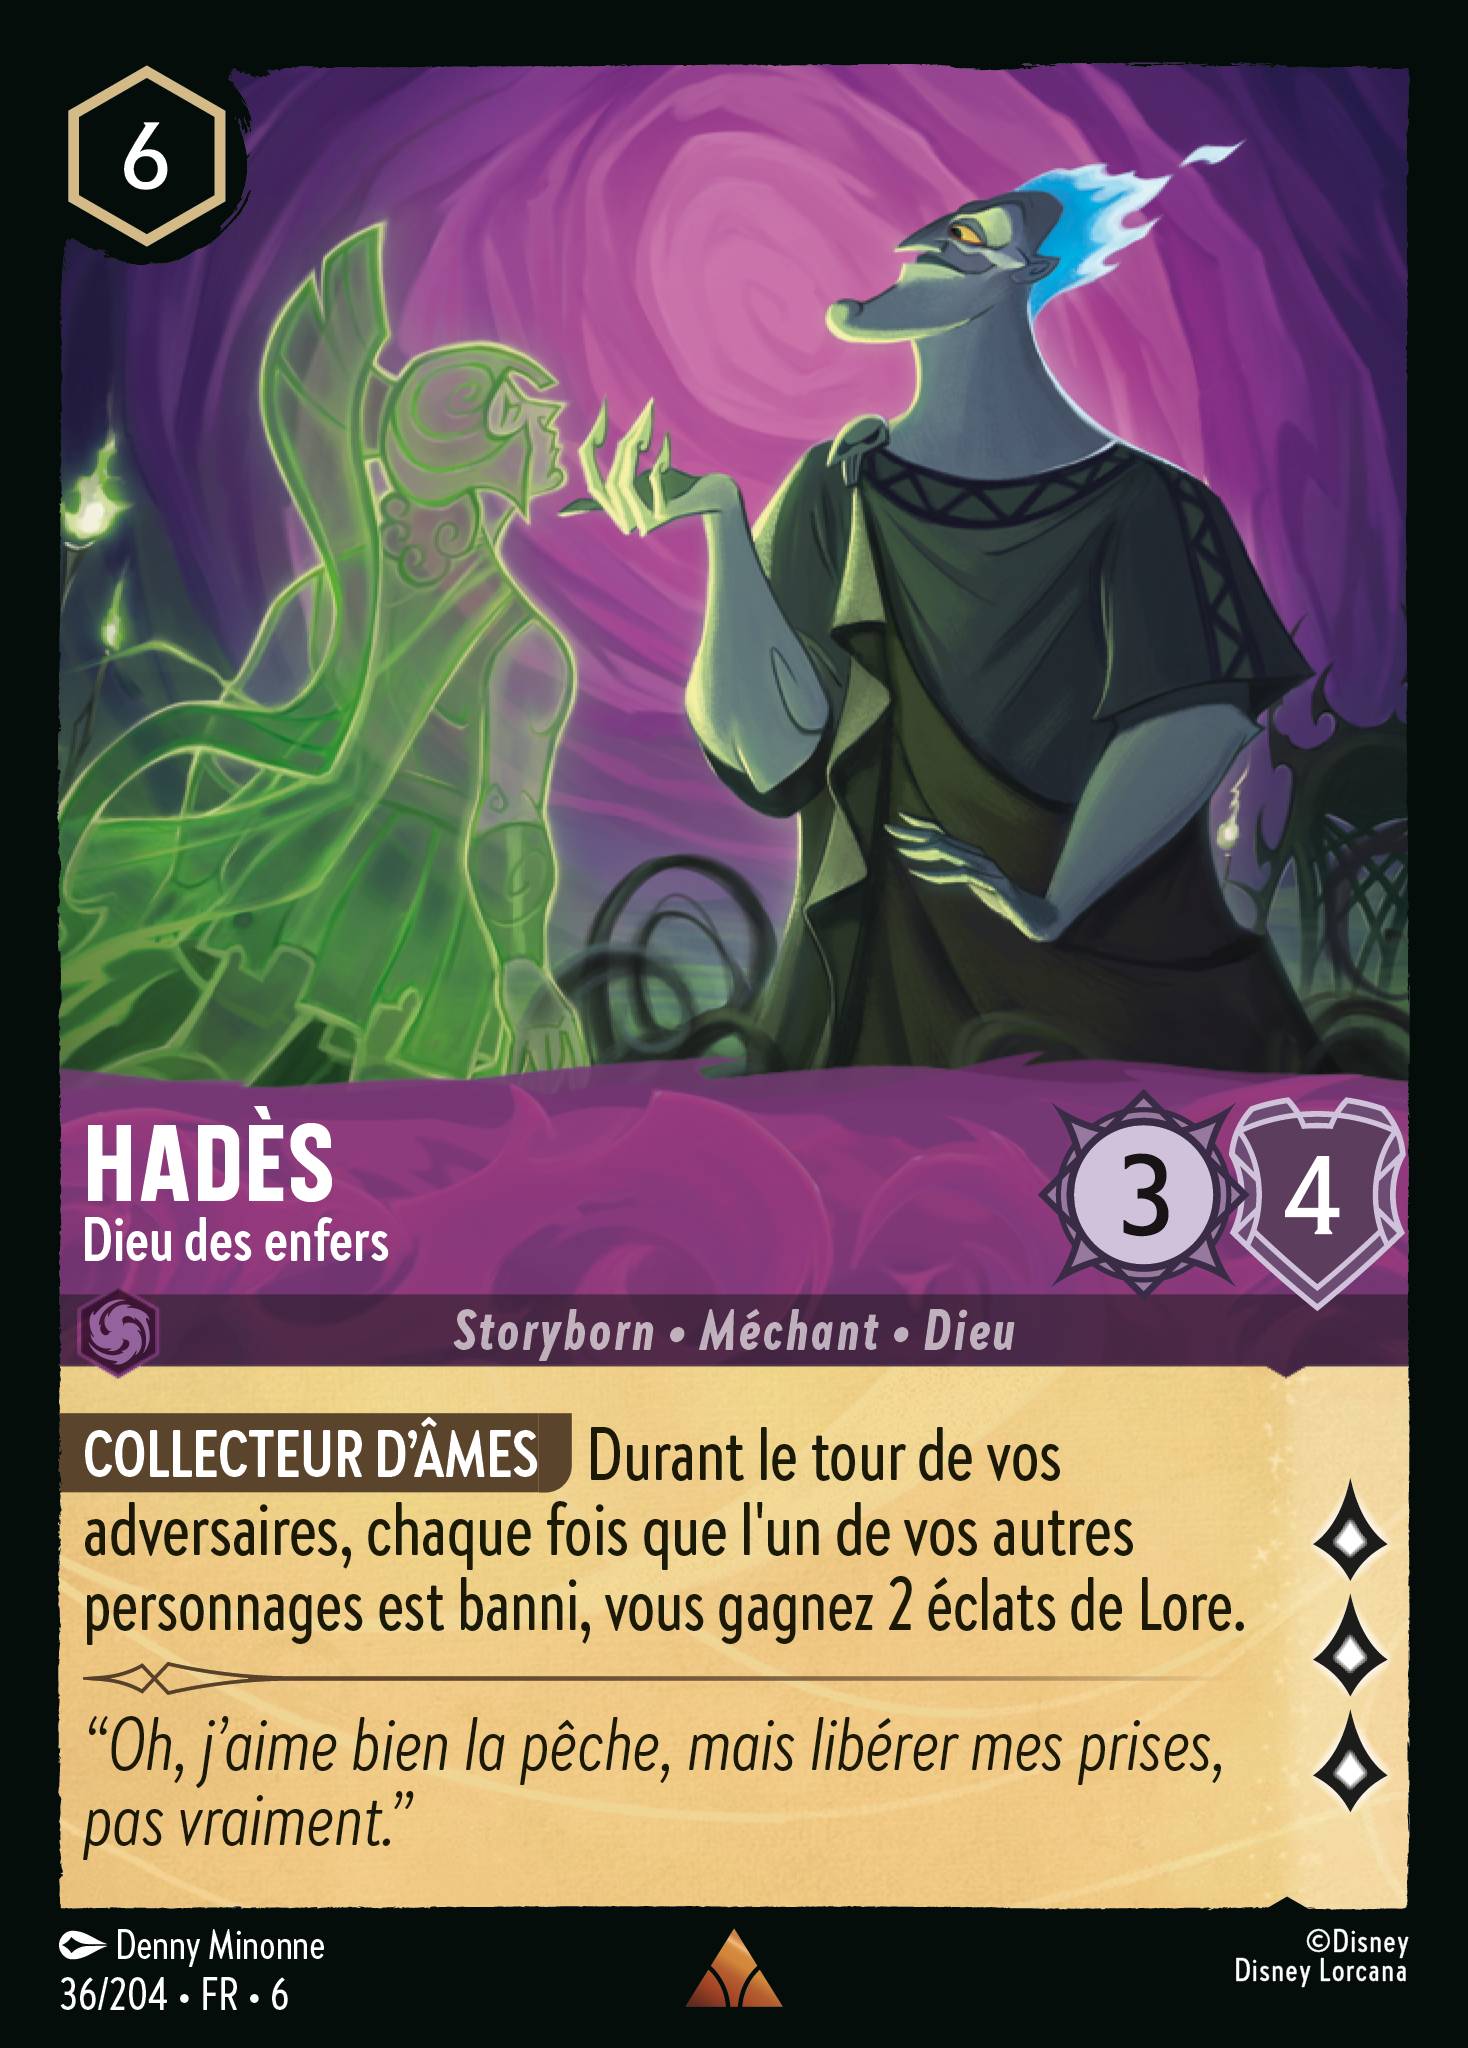 6
HADÈS
Dieu des enfers
3
4
Storyborn • Méchant • Dieu
COLLECTEUR D’ÂMES Durant le tour de vos
adversaires, chaque fois que l'un de vos autres
personnages est banni, vous gagnez 2 éclats de Lore.
“Oh, j’aime bien la pêche, mais libérer mes prises,
pas vraiment.”
Denny Minonne
36/204 • FR • 6
©Disney
Disney Lorcana